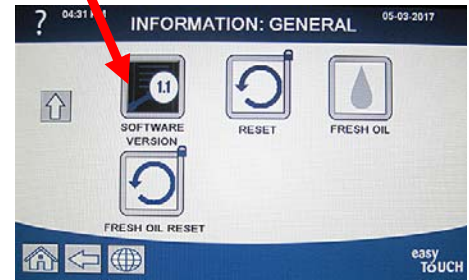 ? 04:31 PM INFORMATION: GENERAL 05-03-2017
1.1
SOFTWARE
VERSION
RESET
FRESH OIL
FRESH OIL RESET
easy
TOUCH